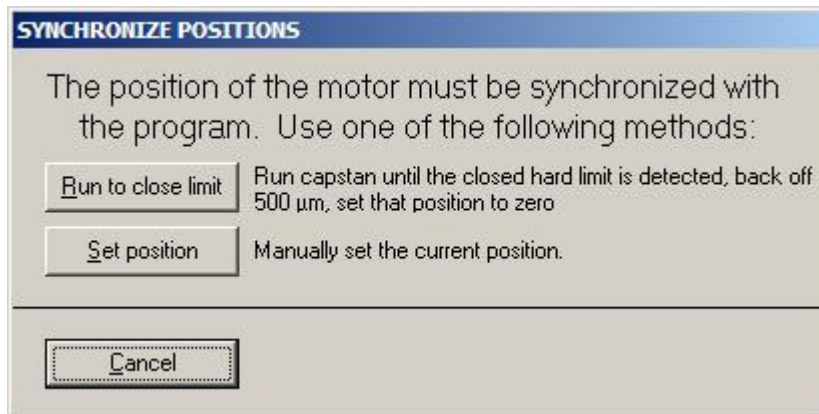 SYNCHRONIZE POSITIONS
The position of the motor must be synchronized with
the program. Use one of the following methods:
Run to close limit
Run capstan until the closed hard limit is detected, back off
500 µm, set that position to zero
Set position
Manually set the current position.
Cancel